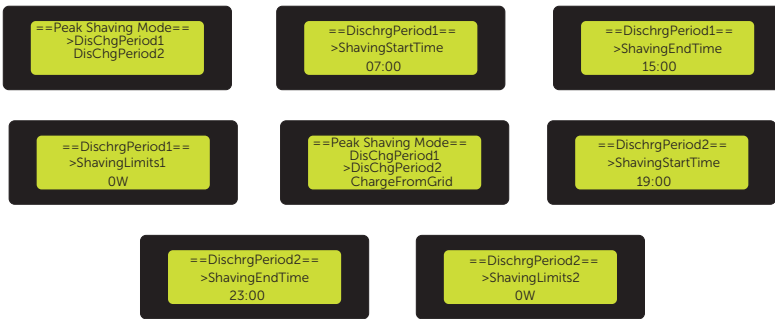 ==Peak Shaving Mode==
>DisChgPeriod1
DisChgPeriod2
==DischrgPeriod1==
>ShavingStartTime
07:00
==DischrgPeriod1==
>ShavingEndTime
15:00
==DischrgPeriod1==
>ShavingLimits1
0W
==Peak Shaving Mode==
DisChgPeriod1
>DisChgPeriod2
ChargeFromGrid
==DischrgPeriod2==
>ShavingStartTime
19:00
==DischrgPeriod2==
>ShavingEndTime
23:00
==DischrgPeriod2==
>ShavingLimits2
0W